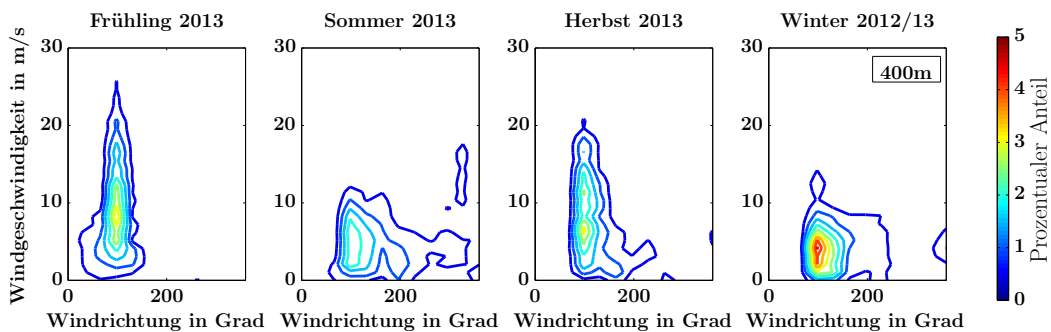 Frühling 2013
Sommer 2013
Herbst 2013
Winter 2012/13
Windgeschwindigkeit in m/s
30
20
10
0
0
200
Windrichtung in Grad
30
20
10
0
0
200
Windrichtung in Grad
30
20
10
0
0
200
Windrichtung in Grad
30
20
10
0
0
200
Windrichtung in Grad
400m
5
4
3
2
1
0
Prozentualer Anteil